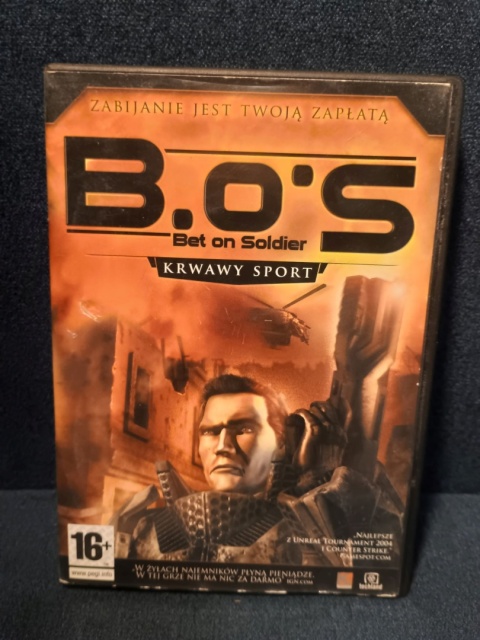 ZABIJANIE JEST TWOJĄ ZAPŁATĄ
B.O'S
Bet on Soldier
KRWAWY SPORT
„NAJLEPSZE
Z UNREAL TOURNAMENT 2004
I COUNTER STRIKE."
GAMESPOT.COM
16+
www.pegi.info
„W ŻYŁACH NAJEMNIKÓW PŁYNĄ PIENIĄDZE.
W TEJ GRZE NIE MA NIC ZA DARMO" IGN.COM
techland